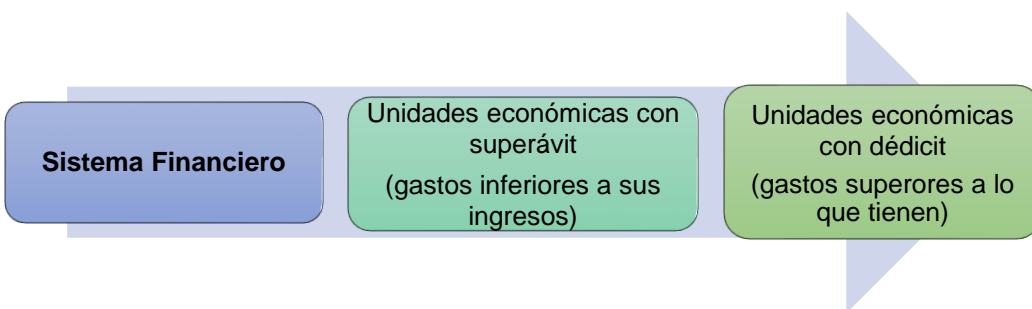 Sistema Financiero
Unidades económicas con
superávit
(gastos inferiores a sus
ingresos)
Unidades económicas
con dédicit
(gastos superores a lo
que tienen)